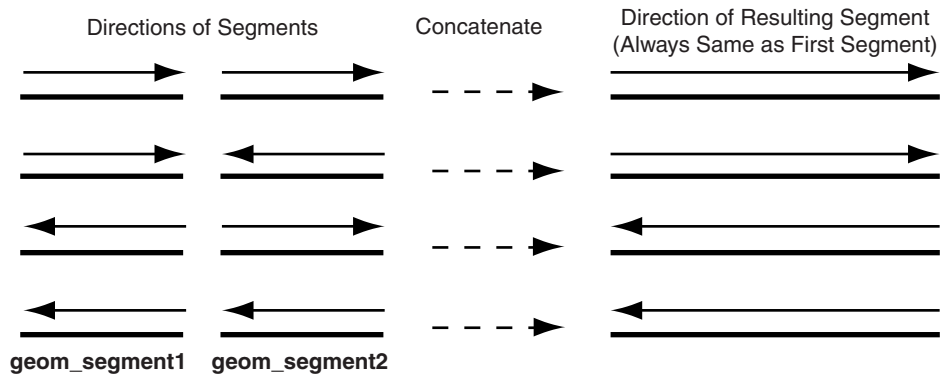 Directions of Segments
Concatenate
Direction of Resulting Segment
(Always Same as First Segment)
geom_segment1
geom_segment2